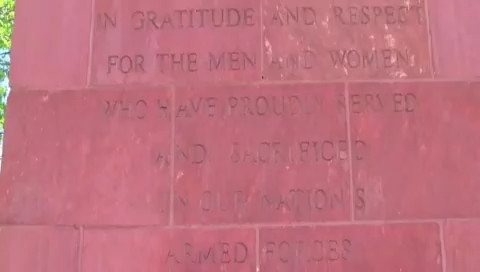 IN GRATITUDE AND RESPECT
FOR THE MEN AND WOMEN
WHO HAVE PROUDLY SERVED
AND SACRIFICED
IN OUR NATION'S
ARMED FORCES